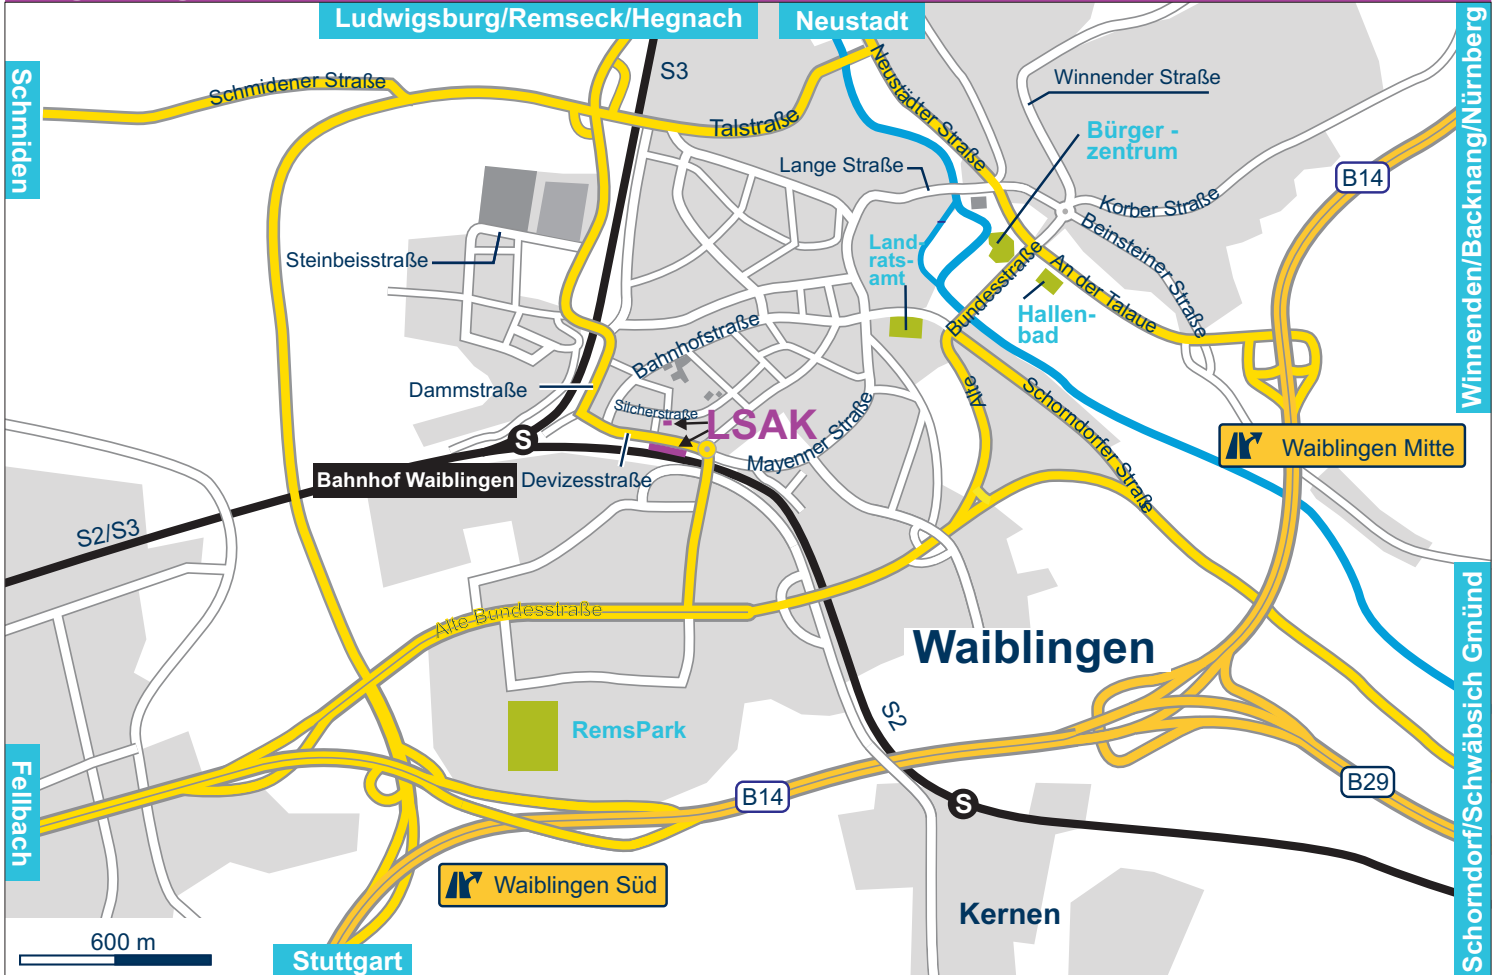 Ludwigsburg/Remseck/Hegnach
Neustadt
Winnenden/Backnang/Nürnberg
Schmiden
S3
Schmidener Straße
Neustädter Straße
Winnender Straße
Talstraße
Bürger -
zentrum
Lange Straße
B14
Korber Straße
Beinsteiner Straße
Land-
rats-
amt
Steinbeisstraße
An der Talaue
Bundesstraße
Hallen-
bad
Bahnhofstraße
Dammstraße
Alte
Schorndorfer Straße
Silcherstraße
LSAK
Mayenner Straße
S
Waiblingen Mitte
Bahnhof Waiblingen
Devizesstraße
S2/S3
Alte Bundesstraße
Waiblingen
Schorndorf/Schwäbsich Gmünd
S2
RemsPark
Fellbach
B14
B29
S
Waiblingen Süd
Kernen
600 m
Stuttgart